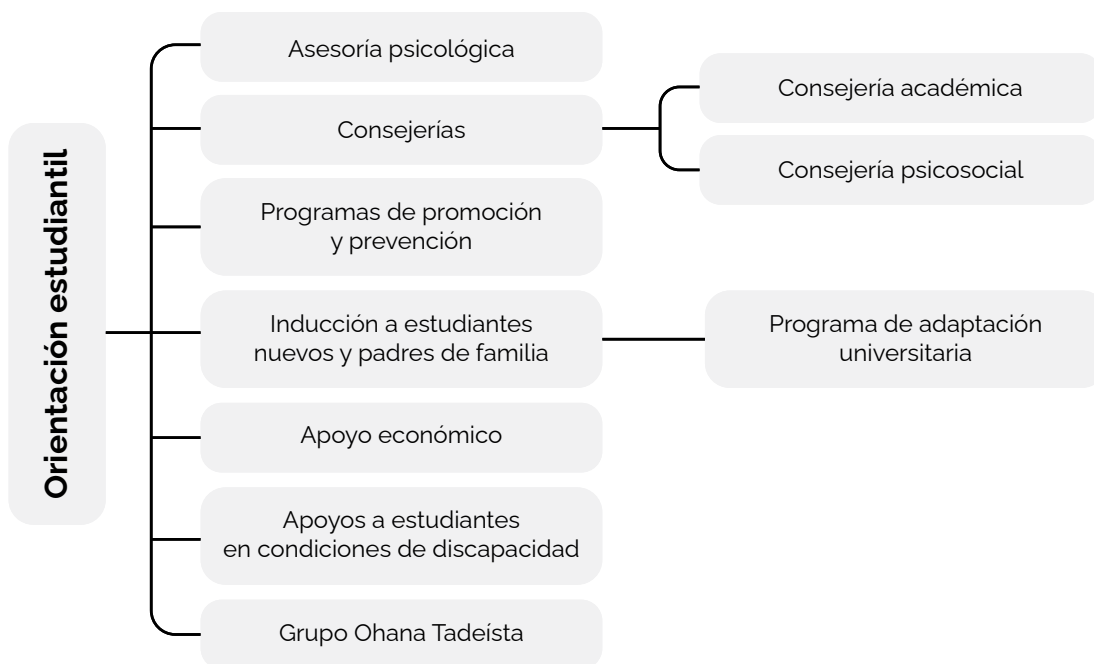 Orientación estudiantil
Asesoría psicológica
Consejerías
Consejería académica
Consejería psicosocial
Programas de promoción
y prevención
Inducción a estudiantes
nuevos y padres de familia
Programa de adaptación
universitaria
Apoyo económico
Apoyos a estudiantes
en condiciones de discapacidad
Grupo Ohana Tadeísta